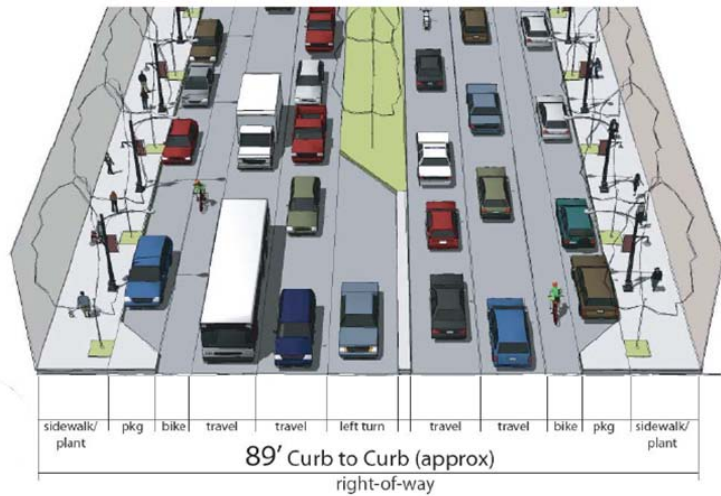 sidewalk/ pkg bike travel travel left turn travel travel bike pkg sidewalk/
plant plant
89' Curb to Curb (approx)
right-of-way